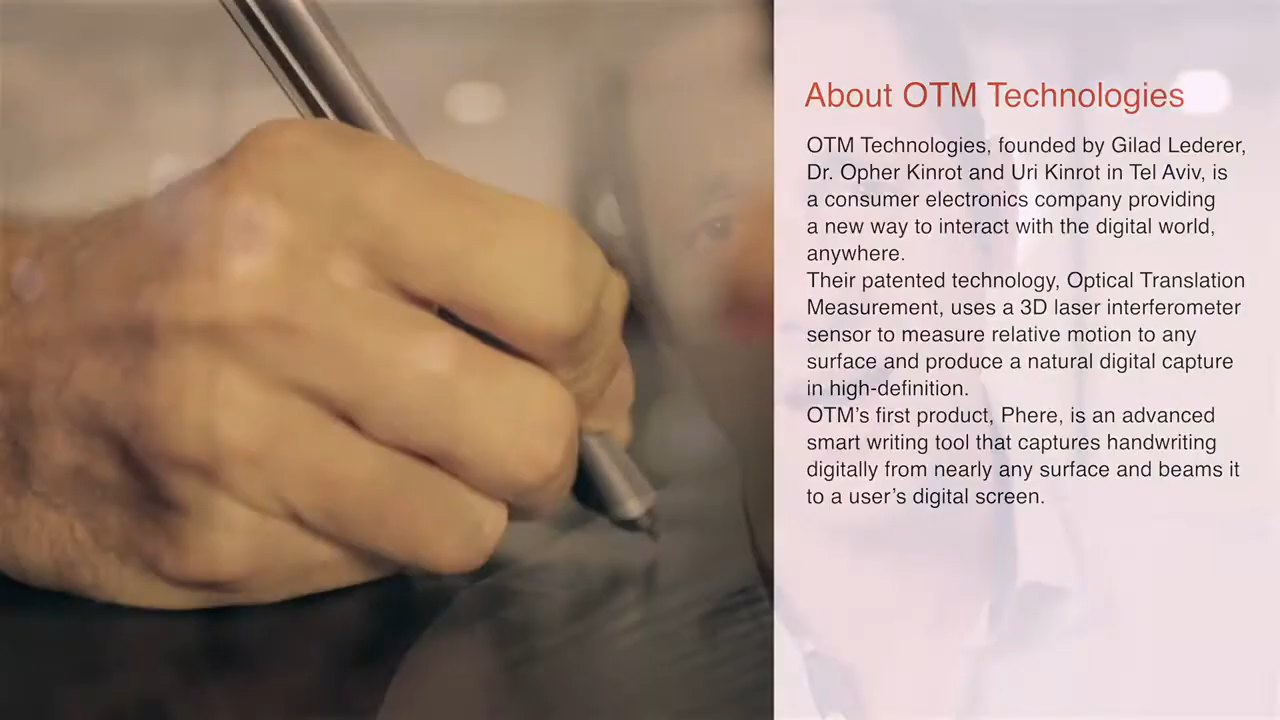 About OTM Technologies
OTM Technologies, founded by Gilad Lederer,
Dr. Opher Kinrot and Uri Kinrot in Tel Aviv, is
a consumer electronics company providing
a new way to interact with the digital world,
anywhere.
Their patented technology, Optical Translation
Measurement, uses a 3D laser interferometer
sensor to measure relative motion to any
surface and produce a natural digital capture
in high-definition.
OTM’s first product, Phere, is an advanced
smart writing tool that captures handwriting
digitally from nearly any surface and beams it
to a user’s digital screen.